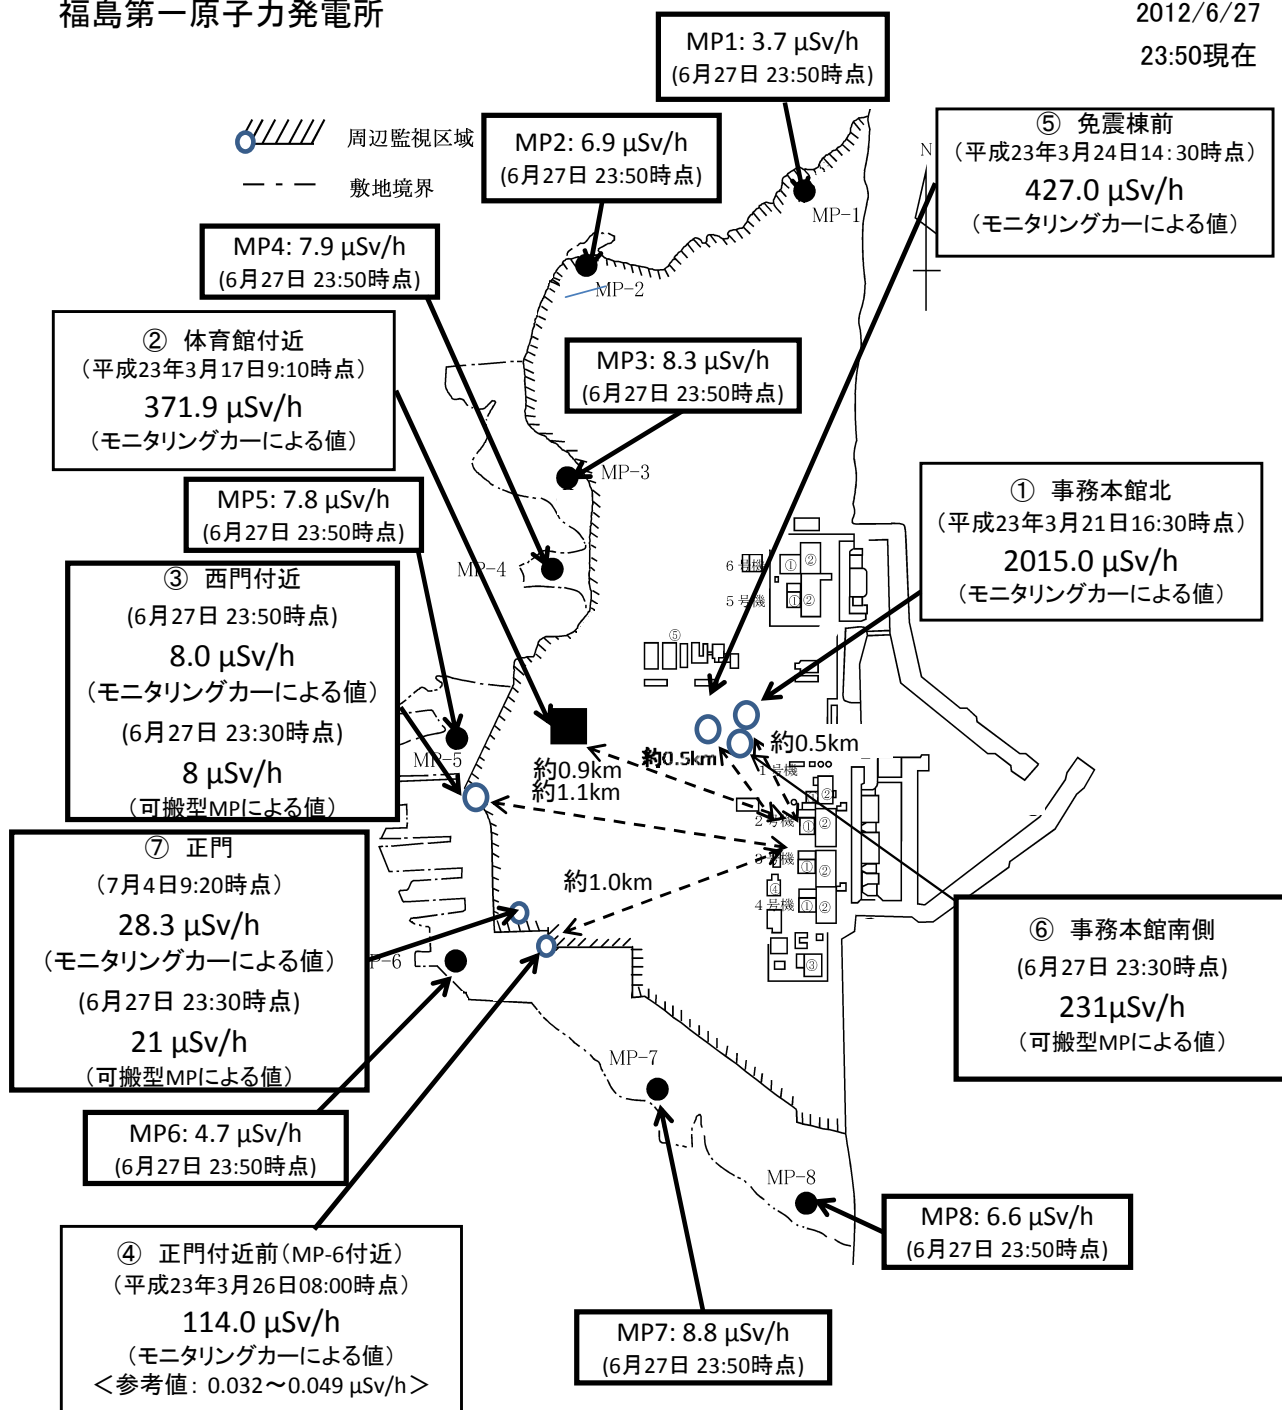 福島第一原子力発電所
2012/6/27
23:50現在
MP1: 3.7 μSv/h
(6月27日 23:50時点)
周辺監視区域
敷地境界
MP2: 6.9 μSv/h
(6月27日 23:50時点)
⑤ 免震棟前
（平成23年3月24日14:30時点）
427.0 μSv/h
（モニタリングカーによる値）
N
MP-1
MP4: 7.9 μSv/h
(6月27日 23:50時点)
MP-2
② 体育館付近
（平成23年3月17日9:10時点）
371.9 μSv/h
（モニタリングカーによる値）
MP3: 8.3 μSv/h
(6月27日 23:50時点)
MP-3
MP5: 7.8 μSv/h
(6月27日 23:50時点)
① 事務本館北
（平成23年3月21日16:30時点）
2015.0 μSv/h
（モニタリングカーによる値）
MP-4
6号機
① ②
5号機
① ②
③ 西門付近
(6月27日 23:50時点)
8.0 μSv/h
（モニタリングカーによる値）
(6月27日 23:30時点)
8 μSv/h
（可搬型MPによる値）
⑤
MP-5
約0.9km
約1.1km
約0.5km
約0.5km
1号機
②
2号機
① ②
3号機
① ②
④
4号機
① ②
③
約1.0km
⑦ 正門
(7月4日9:20時点)
28.3 μSv/h
（モニタリングカーによる値）
(6月27日 23:30時点)
21 μSv/h
（可搬型MPによる値）
P-6
⑥ 事務本館南側
(6月27日 23:30時点)
231μSv/h
（可搬型MPによる値）
MP-7
MP6: 4.7 μSv/h
(6月27日 23:50時点)
MP-8
MP8: 6.6 μSv/h
(6月27日 23:50時点)
④ 正門付近前（MP-6付近）
（平成23年3月26日08:00時点）
114.0 μSv/h
（モニタリングカーによる値）
＜参考値: 0.032～0.049 μSv/h＞
MP7: 8.8 μSv/h
(6月27日 23:50時点)